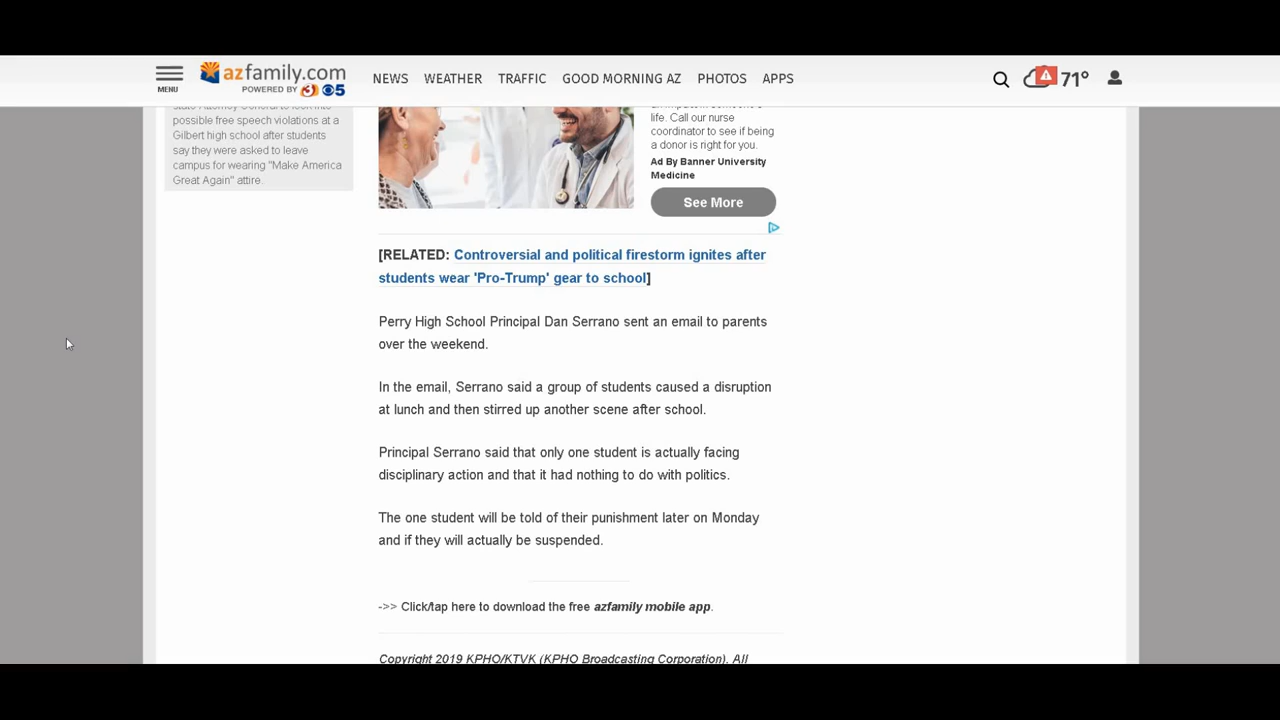 MENU
azfamily.com
POWERED BY 3 5
NEWS WEATHER TRAFFIC GOOD MORNING AZ PHOTOS APPS
71°
state Attorney General to look into
possible free speech violations at a
Gilbert high school after students
say they were asked to leave
campus for wearing "Make America
Great Again" attire.
life. Call our nurse
coordinator to see if being
a donor is right for you.
Ad By Banner University
Medicine
See More
[RELATED: Controversial and political firestorm ignites after
students wear 'Pro-Trump' gear to school]
Perry High School Principal Dan Serrano sent an email to parents
over the weekend.
In the email, Serrano said a group of students caused a disruption
at lunch and then stirred up another scene after school.
Principal Serrano said that only one student is actually facing
disciplinary action and that it had nothing to do with politics.
The one student will be told of their punishment later on Monday
and if they will actually be suspended.
->> Click/tap here to download the free azfamily mobile app.
Copyright 2019 KPHO/KTVK (KPHO Broadcasting Corporation). All